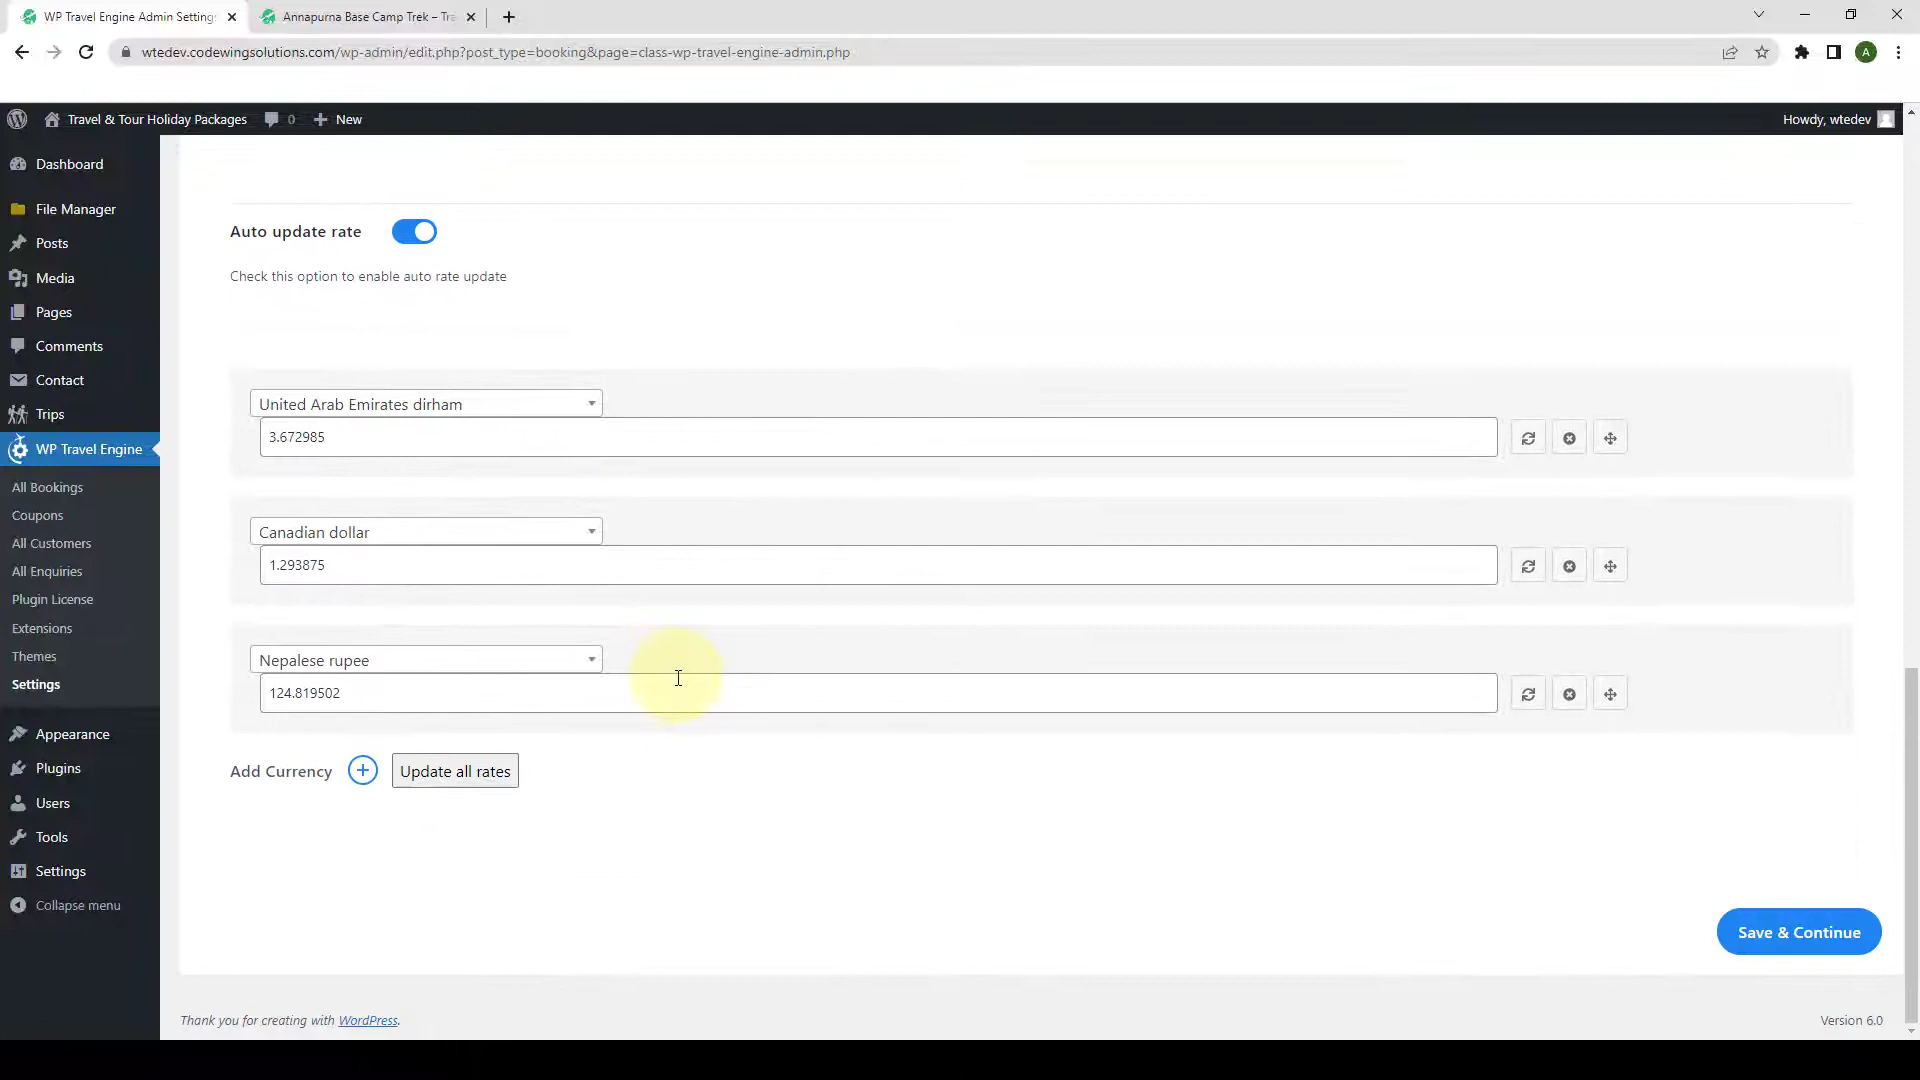 WP Travel Engine Admin Settings
Annapurna Base Camp Trek – Tra
wtedev.codewingsolutions.com/wp-admin/edit.php?post_type=booking&page=class-wp-travel-engine-admin.php
A
Travel & Tour Holiday Packages
0
New
Howdy, wtedev
Dashboard
File Manager
Posts
Media
Pages
Comments
Contact
Trips
WP Travel Engine
All Bookings
Coupons
All Customers
All Enquiries
Plugin License
Extensions
Themes
Settings
Appearance
Plugins
Users
Tools
Settings
Collapse menu
Auto update rate
Check this option to enable auto rate update
United Arab Emirates dirham
3.672985
Canadian dollar
1.293875
Nepalese rupee
124.819502
Add Currency
Update all rates
Save & Continue
Thank you for creating with WordPress.
Version 6.0